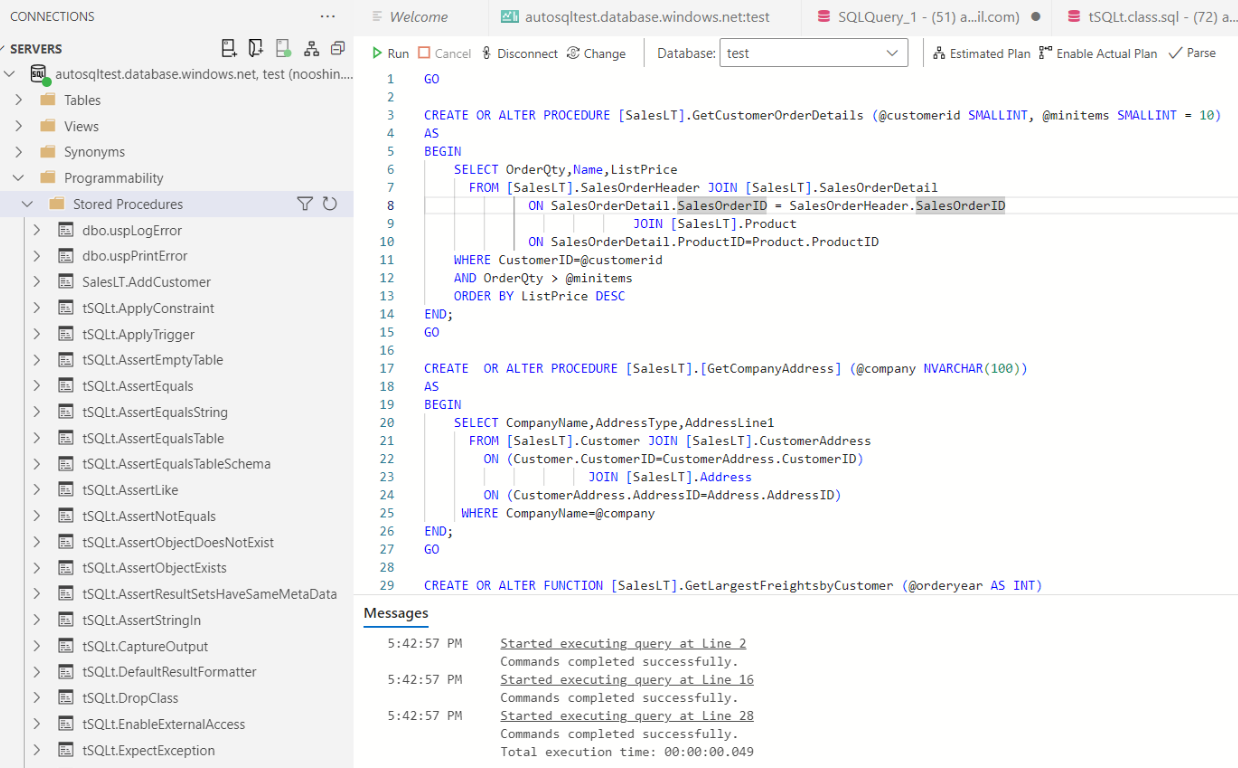 CONNECTIONS
···
Welcome
autosqltest.database.windows.net:test
SQLQuery_1 - (51) a...il.com)
tSQLt.class.sql - (72) a...
SERVERS
Run
Cancel
Disconnect
Change
Database:
test
Estimated Plan
Enable Actual Plan
Parse
autosqltest.database.windows.net, test (nooshin....
Tables
Views
Synonyms
Programmability
Stored Procedures
dbo.uspLogError
dbo.uspPrintError
SalesLT.AddCustomer
tSQLt.ApplyConstraint
tSQLt.ApplyTrigger
tSQLt.AssertEmptyTable
tSQLt.AssertEquals
tSQLt.AssertEqualsString
tSQLt.AssertEqualsTable
tSQLt.AssertEqualsTableSchema
tSQLt.AssertLike
tSQLt.AssertNotEquals
tSQLt.AssertObjectDoesNotExist
tSQLt.AssertObjectExists
tSQLt.AssertResultSetsHaveSameMetaData
tSQLt.AssertStringIn
tSQLt.CaptureOutput
tSQLt.DefaultResultFormatter
tSQLt.DropClass
tSQLt.EnableExternalAccess
tSQLt.ExpectException
1 GO
2
3 CREATE OR ALTER PROCEDURE [SalesLT].GetCustomerOrderDetails (@customerid SMALLINT, @minitems SMALLINT = 10)
4 AS
5 BEGIN
6 SELECT OrderQty,Name,ListPrice
7 FROM [SalesLT].SalesOrderHeader JOIN [SalesLT].SalesOrderDetail
8 ON SalesOrderDetail.SalesOrderID = SalesOrderHeader.SalesOrderID
9 JOIN [SalesLT].Product
10 ON SalesOrderDetail.ProductID=Product.ProductID
11 WHERE CustomerID=@customerid
12 AND OrderQty > @minitems
13 ORDER BY ListPrice DESC
14 END;
15 GO
16
17 CREATE  OR ALTER PROCEDURE [SalesLT].[GetCompanyAddress] (@company NVARCHAR(100))
18 AS
19 BEGIN
20 SELECT CompanyName,AddressType,AddressLine1
21 FROM [SalesLT].Customer JOIN [SalesLT].CustomerAddress
22 ON (Customer.CustomerID=CustomerAddress.CustomerID)
23 JOIN [SalesLT].Address
24 ON (CustomerAddress.AddressID=Address.AddressID)
25 WHERE CompanyName=@company
26 END;
27 GO
28
29 CREATE OR ALTER FUNCTION [SalesLT].GetLargestFreightsbyCustomer (@orderyear AS INT)
Messages
5:42:57 PM Started executing query at Line 2
Commands completed successfully.
5:42:57 PM Started executing query at Line 16
Commands completed successfully.
5:42:57 PM Started executing query at Line 28
Commands completed successfully.
Total execution time: 00:00:00.049